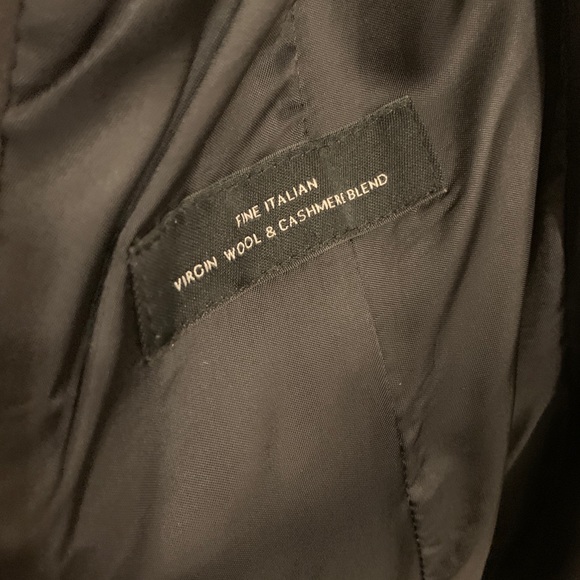 FINE ITALIAN
VIRGIN WOOL & CASHMERE BLEND